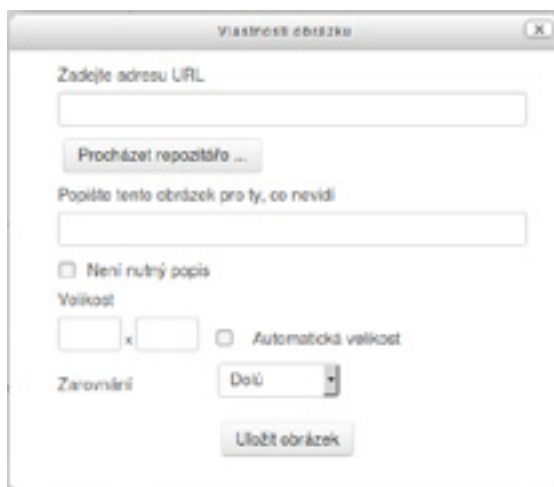 Vlastnosti obrázku
Zadejte adresu URL
Procházet repozitáře ...
Popište tento obrázek pro ty, co nevidí
Není nutný popis
Velikost
x
Automatická velikost
Zarovnání
Dolů
Uložit obrázek